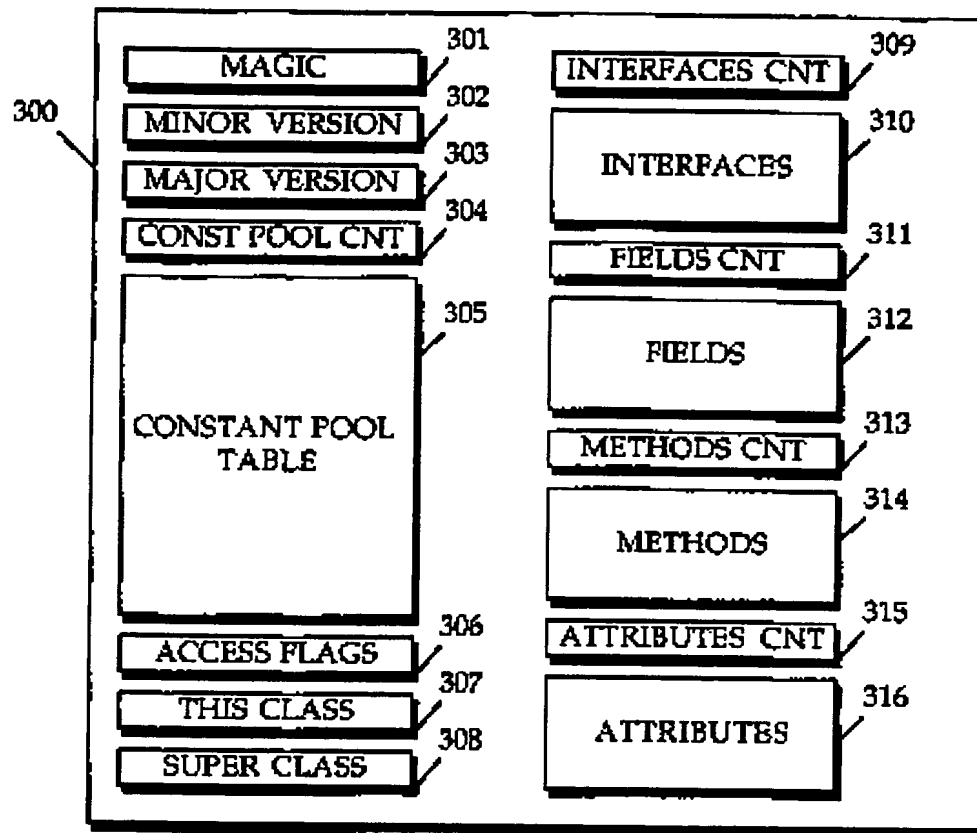 300
MAGIC
301
MINOR VERSION
302
MAJOR VERSION
303
CONST POOL CNT
304
CONSTANT POOL
TABLE
305
ACCESS FLAGS
306
THIS CLASS
307
SUPER CLASS
308
INTERFACES CNT
309
INTERFACES
310
FIELDS CNT
311
FIELDS
312
METHODS CNT
313
METHODS
314
ATTRIBUTES CNT
315
ATTRIBUTES
316